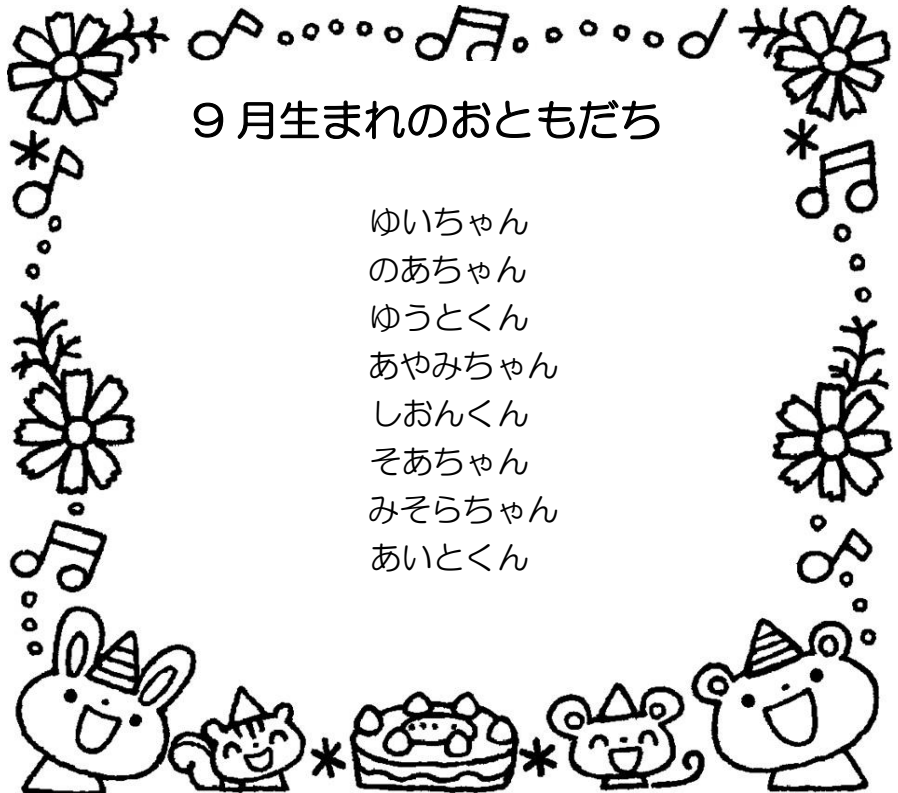 ９月生まれのおともだち
ゆいちゃん
のあちゃん
ゆうとくん
あやみちゃん
しおんくん
そあちゃん
みそらちゃん
あいとくん